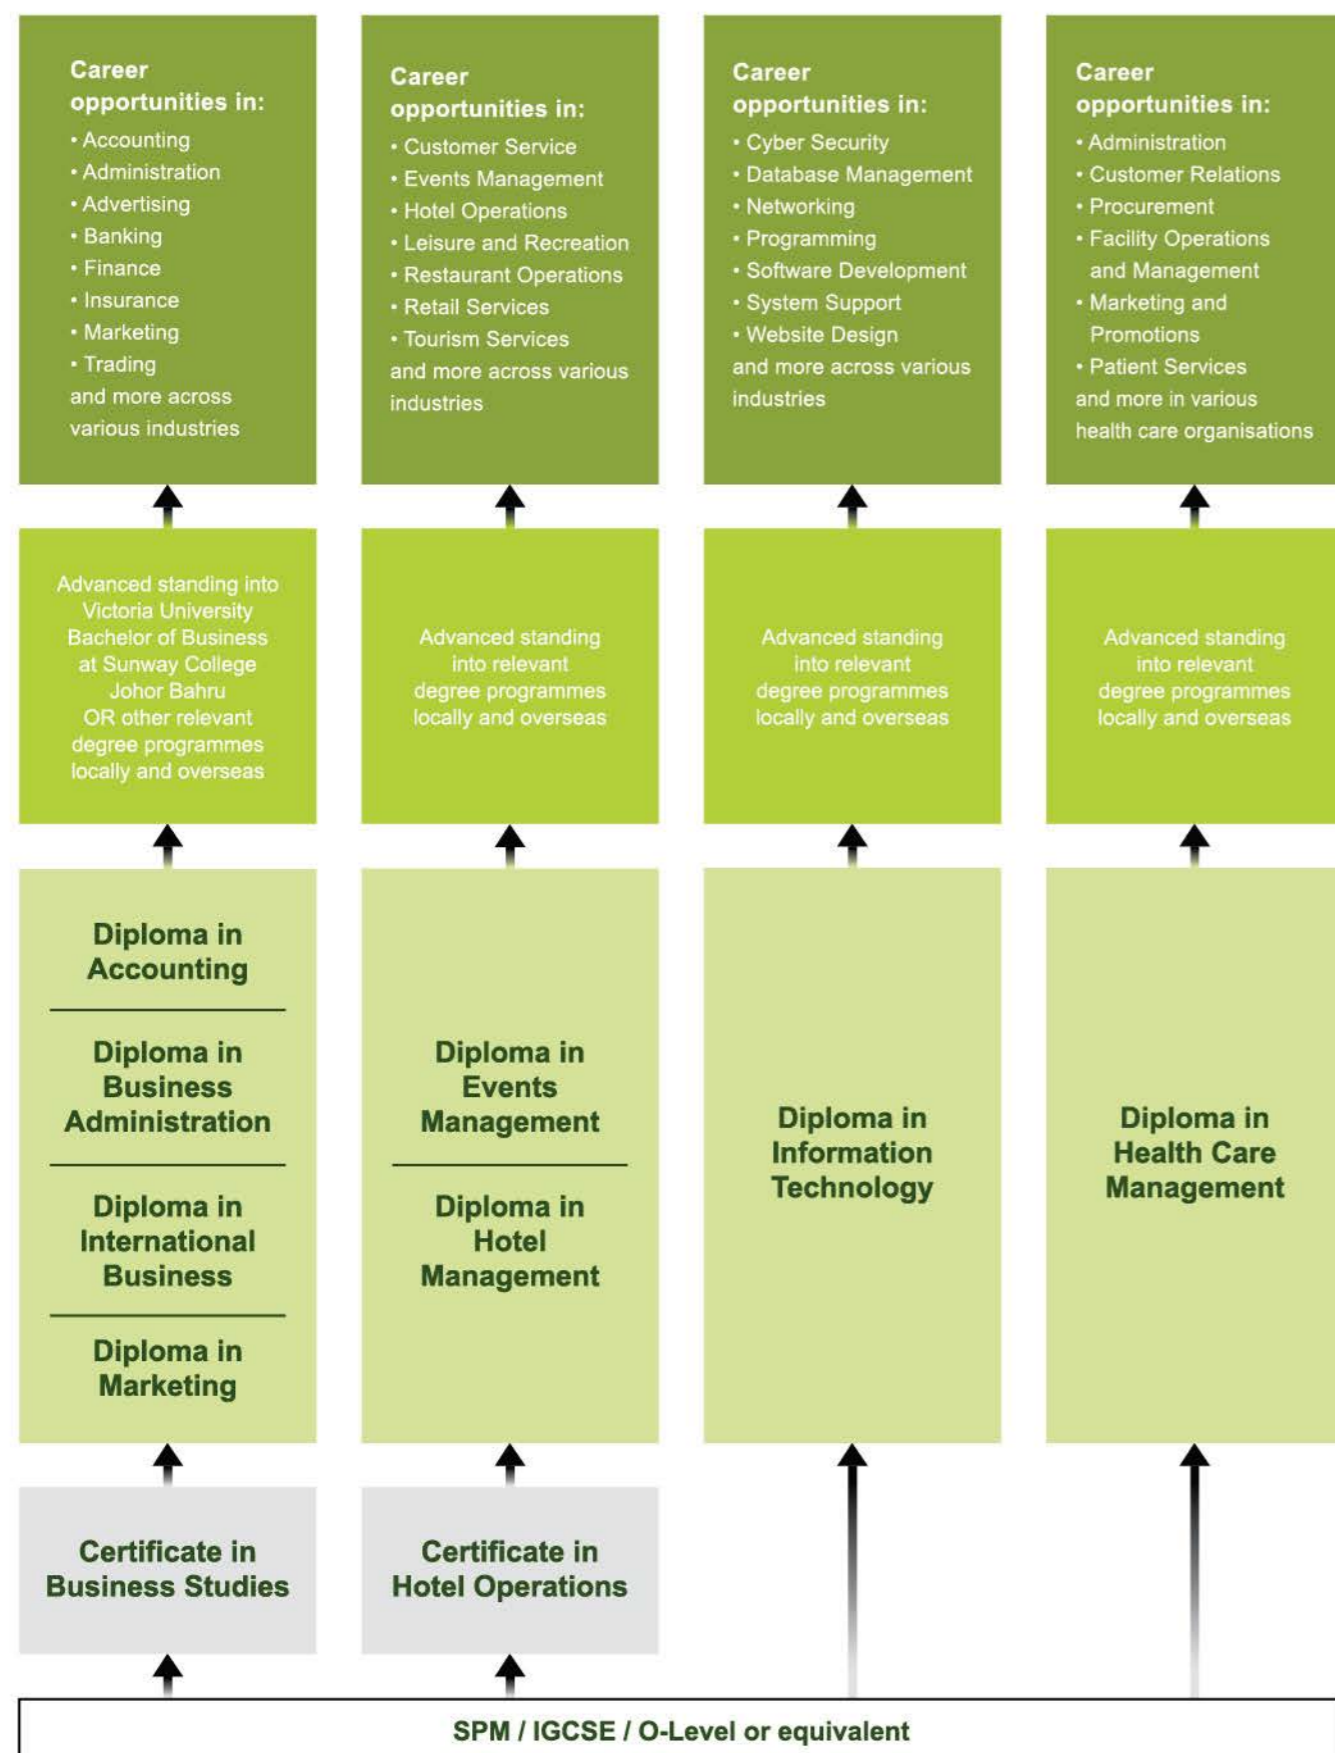 Career
opportunities in:
• Accounting
• Administration
• Advertising
• Banking
• Finance
• Insurance
• Marketing
• Trading
and more across
various industries
Career
opportunities in:
• Customer Service
• Events Management
• Hotel Operations
• Leisure and Recreation
• Restaurant Operations
• Retail Services
• Tourism Services
and more across various
industries
Career
opportunities in:
• Cyber Security
• Database Management
• Networking
• Programming
• Software Development
• System Support
• Website Design
and more across various
industries
Career
opportunities in:
• Administration
• Customer Relations
• Procurement
• Facility Operations
and Management
• Marketing and
Promotions
• Patient Services
and more in various
health care organisations
Advanced standing into
Victoria University
Bachelor of Business
at Sunway College
Johor Bahru
OR other relevant
degree programmes
locally and overseas
Advanced standing
into relevant
degree programmes
locally and overseas
Advanced standing
into relevant
degree programmes
locally and overseas
Advanced standing
into relevant
degree programmes
locally and overseas
Diploma in
Accounting
Diploma in
Business
Administration
Diploma in
International
Business
Diploma in
Marketing
Diploma in
Events
Management
Diploma in
Hotel
Management
Diploma in
Information
Technology
Diploma in
Health Care
Management
Certificate in
Business Studies
Certificate in
Hotel Operations
SPM / IGCSE / O-Level or equivalent